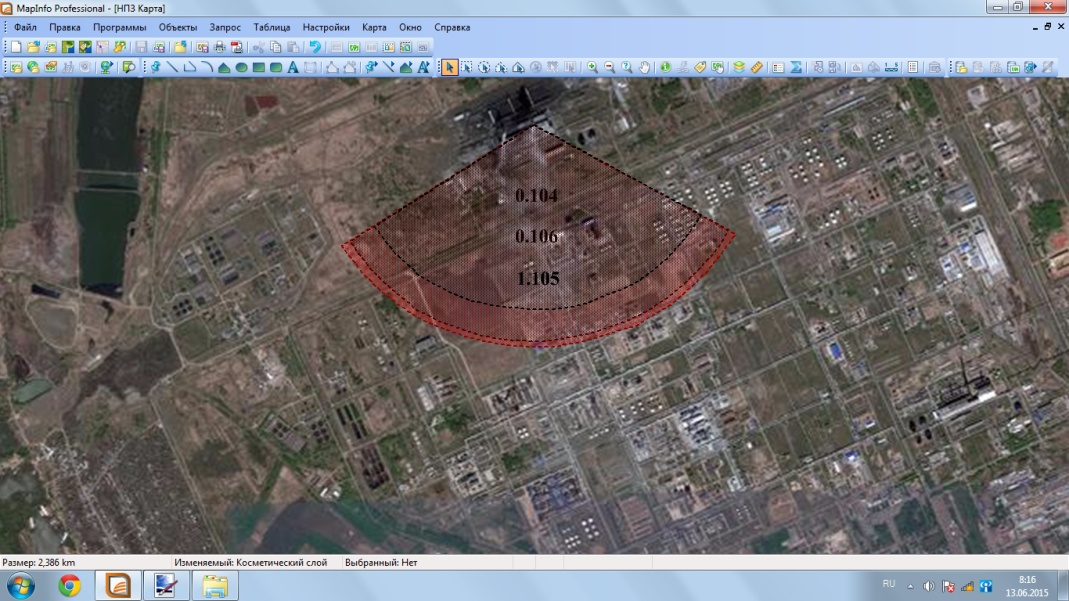 MapInfo Professional - [НПЗ Карта]
Файл Правка Программы Объекты Запрос Таблица Настройки Карта Окно Справка
0.104
0.106
1.105
Размер: 2,386 km Изменяемый: Косметический слой Выбранный: Нет
RU 8:16
13.06.2015